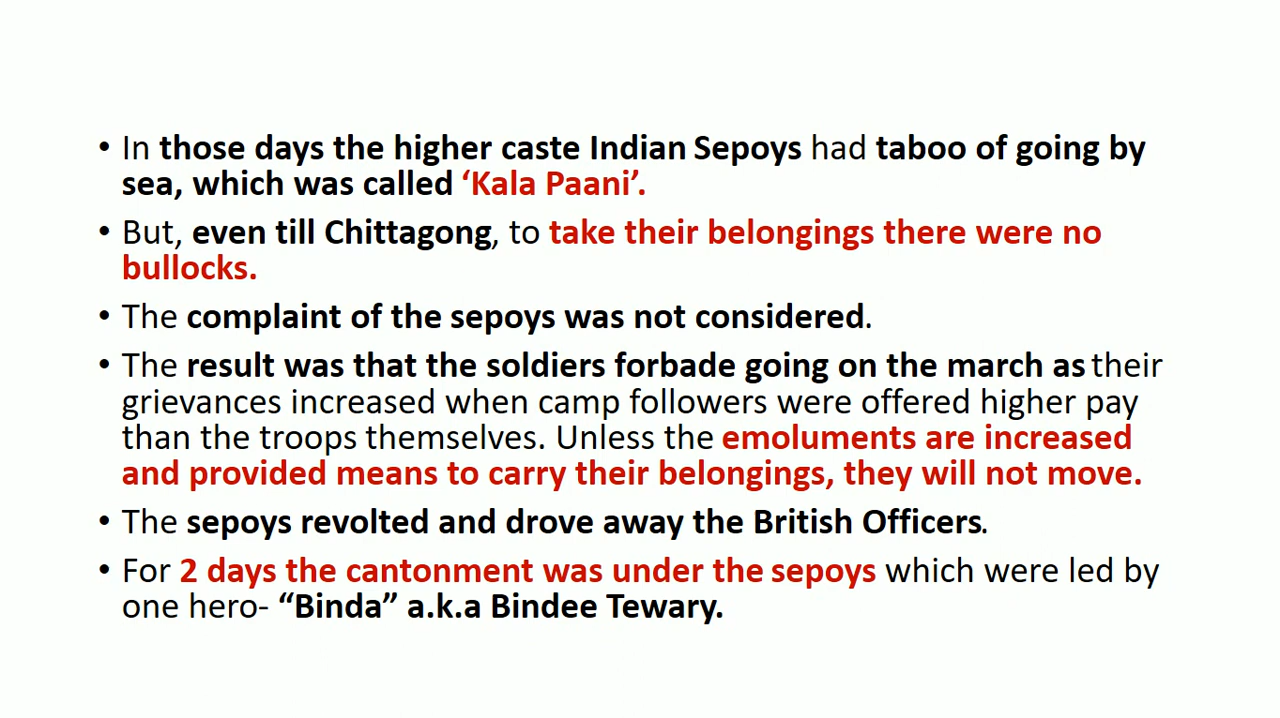 • In those days the higher caste Indian Sepoys had taboo of going by
sea, which was called ‘Kala Paani’.
• But, even till Chittagong, to take their belongings there were no
bullocks.
• The complaint of the sepoys was not considered.
• The result was that the soldiers forbade going on the march as their
grievances increased when camp followers were offered higher pay
than the troops themselves. Unless the emoluments are increased
and provided means to carry their belongings, they will not move.
• The sepoys revolted and drove away the British Officers.
• For 2 days the cantonment was under the sepoys which were led by
one hero- “Binda” a.k.a Bindee Tewary.